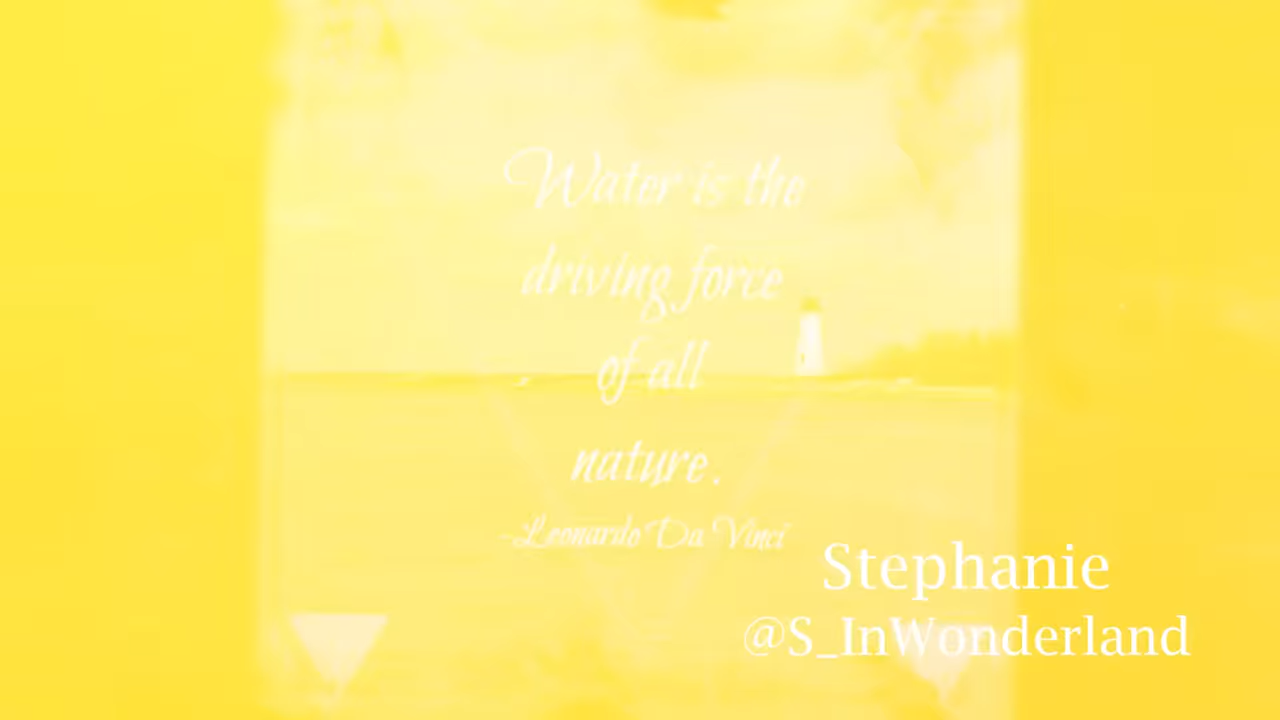 Water is the
driving force
of all
nature.
-Leonardo Da Vinci
Stephanie
@S_InWonderland